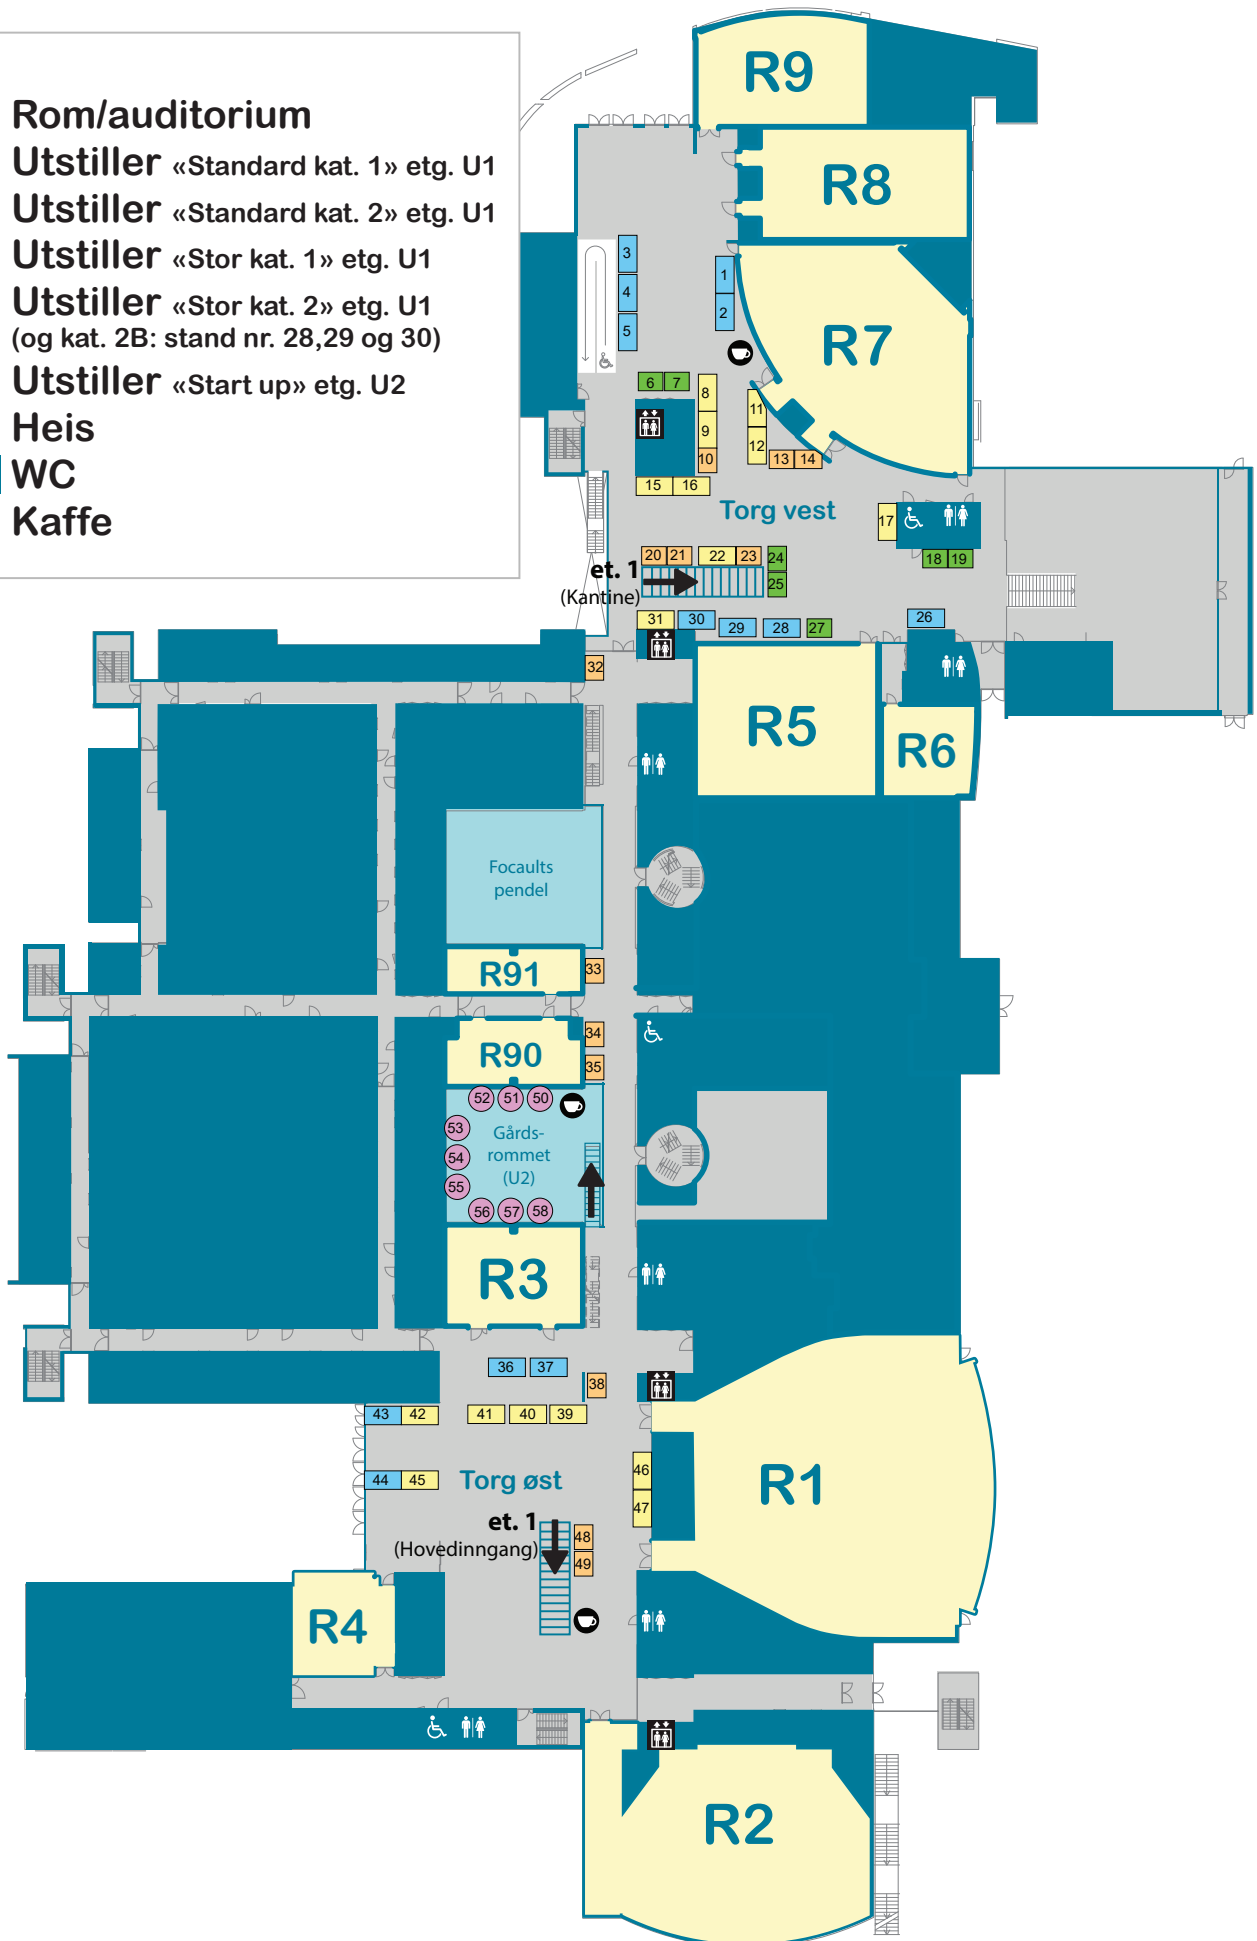 Rom/auditorium
Utstiller «Standard kat. 1» etg. U1
Utstiller «Standard kat. 2» etg. U1
Utstiller «Stor kat. 1» etg. U1
Utstiller «Stor kat. 2» etg. U1
(og kat. 2B: stand nr. 28,29 og 30)
Utstiller «Start up» etg. U2
Heis
WC
Kaffe
R9
R8
R7
3
4
5
1
2
6 7
8
9
10
11
12
13 14
15 16
Torg vest
17
18 19
20 21 22 23
24
25
et. 1
(Kantine)
31 30 29 28 27 26
32
R5
R6
Focaults
pendel
R91
33
R90
34
35
52 51 50
53
54
55
Gårds-
rommet
(U2)
56 57 58
R3
36 37
38
43 42 41 40 39
44 45
Torg øst
46
47
R1
et. 1
(Hovedinngang)
48
49
R4
R2